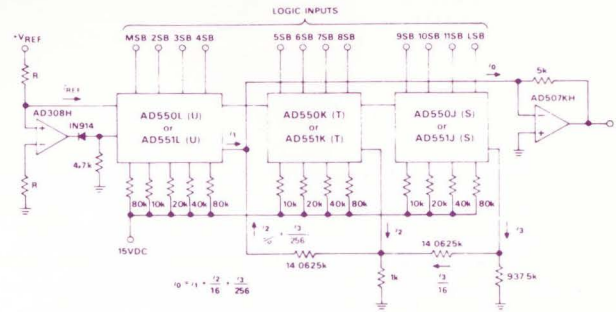 LOGIC INPUTS
+VREF
MSB 2SB 3SB 4SB
5SB 6SB 7SB 8SB
9SB 10SB 11SB LSB
R
iREF
i0
5k
AD308H
IN914
AD550L (U)
or
AD551L (U)
i1
AD550K (T)
or
AD551K (T)
AD550J (S)
or
AD551J (S)
AD507KH
4.7k
R
80k 10k 20k 40k 80k
10k 20k 40k 80k
10k 20k 40k 80k
15VDC
i2 + i3
256
i2
i3
14 0625k
14 0625k
i0 = i1 + i2/16 + i3/256
1k
i3
16
937 5k